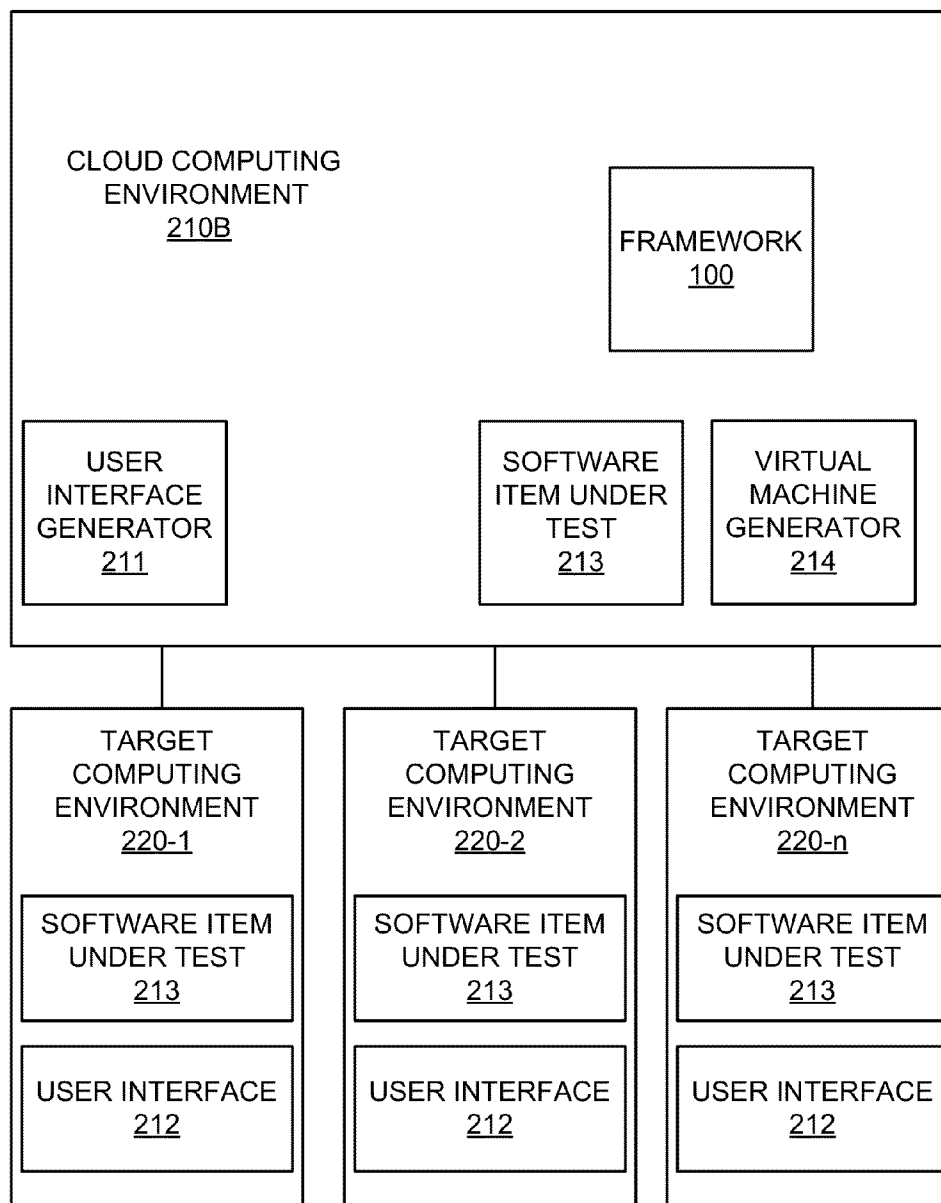 CLOUD COMPUTING
ENVIRONMENT
210B
FRAMEWORK
100
USER
INTERFACE
GENERATOR
211
SOFTWARE
ITEM UNDER
TEST
213
VIRTUAL
MACHINE
GENERATOR
214
TARGET
COMPUTING
ENVIRONMENT
220-1
SOFTWARE ITEM
UNDER TEST
213
USER INTERFACE
212
TARGET
COMPUTING
ENVIRONMENT
220-2
SOFTWARE ITEM
UNDER TEST
213
USER INTERFACE
212
TARGET
COMPUTING
ENVIRONMENT
220-n
SOFTWARE ITEM
UNDER TEST
213
USER INTERFACE
212